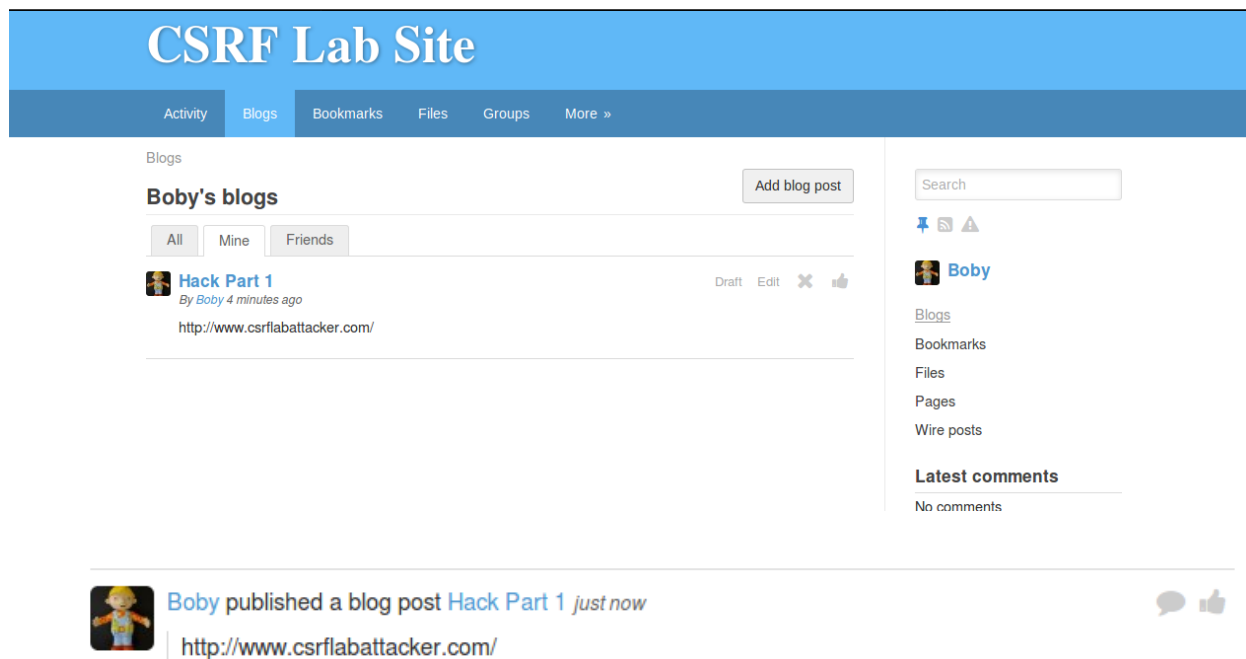 CSRF Lab Site
Activity Blogs Bookmarks Files Groups More »
Blogs
Boby's blogs
Add blog post
All Mine Friends
Hack Part 1
Draft Edit
By Boby 4 minutes ago
http://www.csrflabattacker.com/
Search
Boby
Blogs
Bookmarks
Files
Pages
Wire posts
Latest comments
No comments
Boby published a blog post Hack Part 1 just now
http://www.csrflabattacker.com/